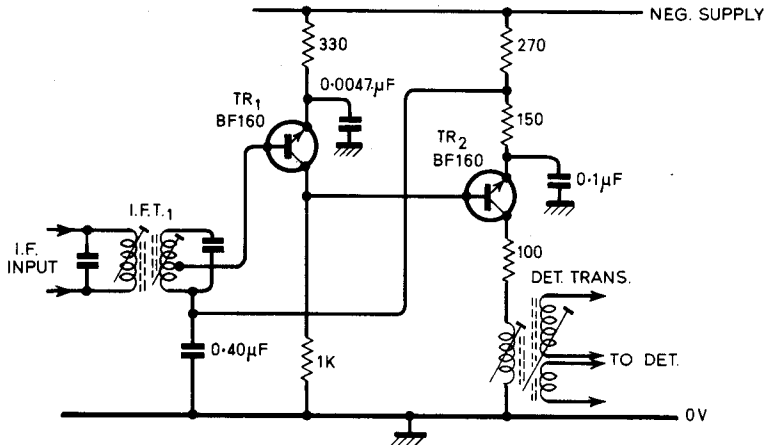 NEG. SUPPLY
330
270
0·0047µF
TR1
BF160
150
TR2
BF160
0·1µF
I.F.T.1
I.F.
INPUT
100
DET. TRANS.
TO DET.
0·40µF
1K
0V